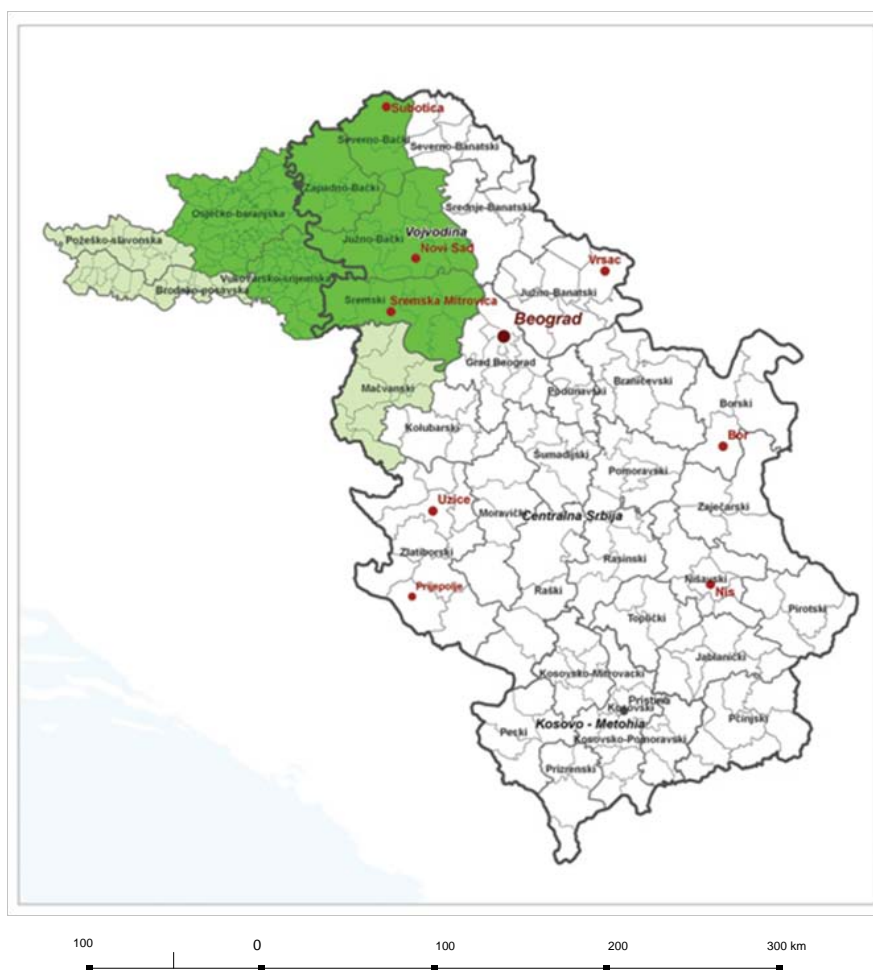 Subotica
Severno-Bački
Severno-Banatski
Zapadno-Bački
Srednje-Banatski
Osječko-baranjska
Požeško-slavonska
Vojvodina
Južno-Bački
Novi Sad
Vrsac
Vukovarsko-srijemska
Brodsko-posavska
Južno-Banatski
Sremski
Sremska Mitrovica
Beograd
Grad Beograd
Mačvanski
Podunavski
Braničevski
Borski
Kolubarski
Bor
Sumadijski
Pomoravski
Uzice
Moravički
Centralna Srbija
Zaječarski
Zlatiborski
Rasinski
Prijepolje
Raški
Nišavski
Nis
Toplički
Pirotski
Jablanički
Kosovsko-Mitrovacki
Pristina
Kosovski
Kosovo - Metohia
Pčinjski
Pecki
Kosovsko-Pomoravski
Prizrenski
100 0 100 200 300 km